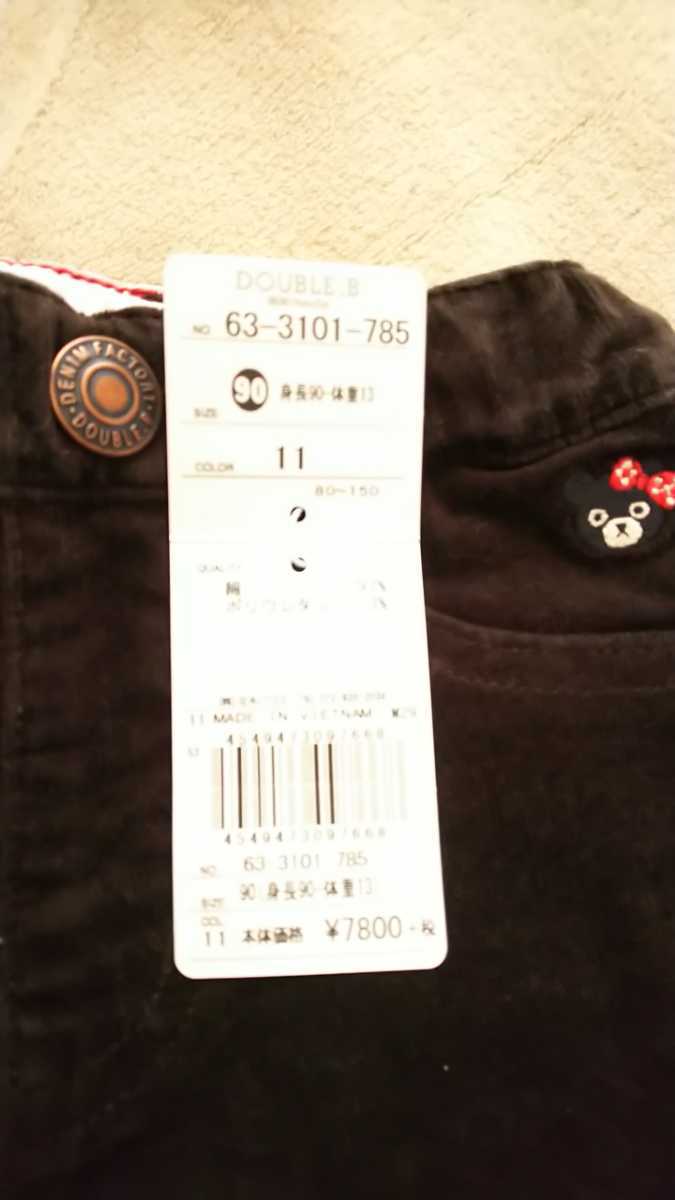 DENIM FACTORY
DOUBLE.B
DOUBLE.B
NO. 63-3101-785
SIZE 90 身長90・体重13
COLOR 11
80~150
QUALITY
綿 %
ポリウレタン %
11 MADE IN VIETNAM
4549473097668
4549473097668
NO. 63 3101 785
SIZE 90(身長90・体重13)
COL 11 本体価格 ¥7800+税